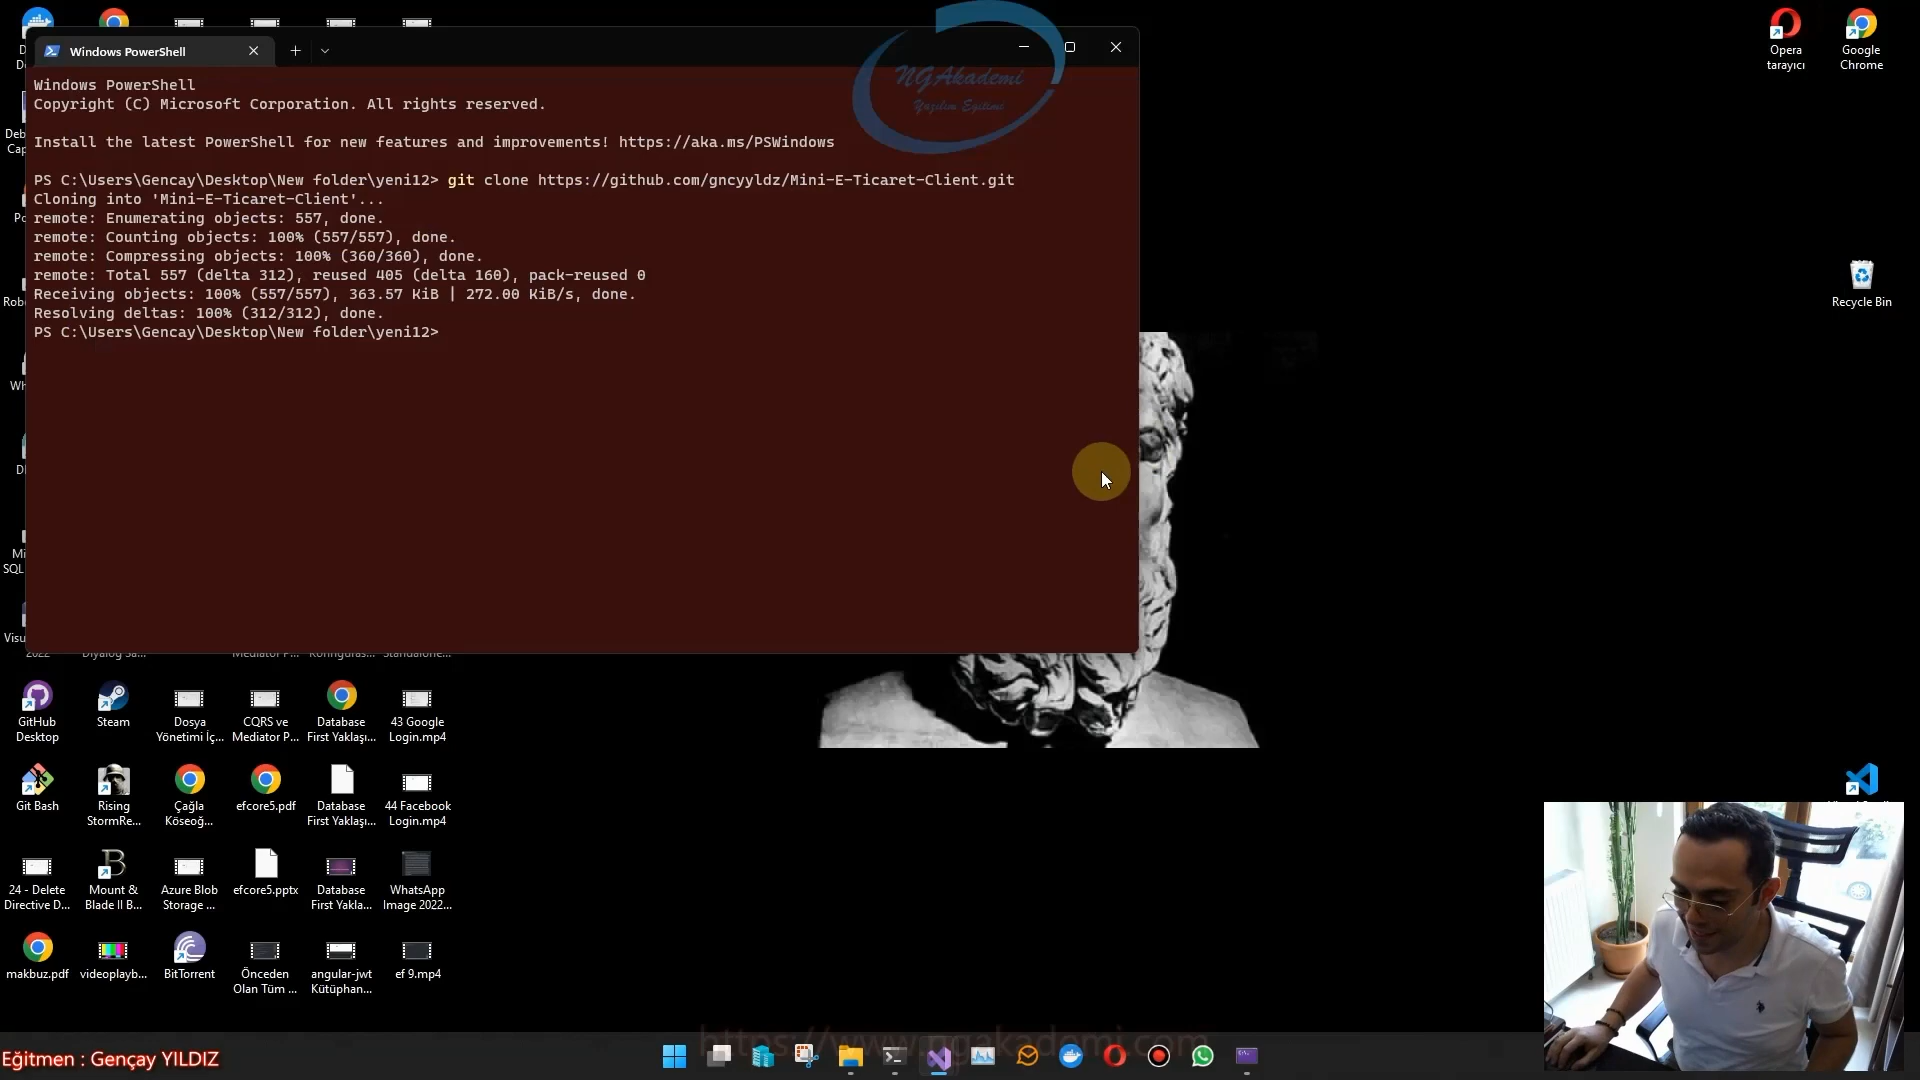 Windows PowerShell
Windows PowerShell
Copyright (C) Microsoft Corporation. All rights reserved.
Install the latest PowerShell for new features and improvements! https://aka.ms/PSWindows
PS C:\Users\Gencay\Desktop\New folder\yeni12> git clone https://github.com/gncyyldz/Mini-E-Ticaret-Client.git
Cloning into 'Mini-E-Ticaret-Client'...
remote: Enumerating objects: 557, done.
remote: Counting objects: 100% (557/557), done.
remote: Compressing objects: 100% (360/360), done.
remote: Total 557 (delta 312), reused 405 (delta 160), pack-reused 0
Receiving objects: 100% (557/557), 363.57 KiB | 272.00 KiB/s, done.
Resolving deltas: 100% (312/312), done.
PS C:\Users\Gencay\Desktop\New folder\yeni12>
NGAkademi
Yazılım Eğitimi
Opera
tarayıcı
Google
Chrome
Recycle Bin
2022
GitHub
Desktop
Steam
Dosya
Yönetimi İç...
CQRS ve
Mediator P...
Database
First Yaklaşı...
43 Google
Login.mp4
Git Bash
Rising
StormRe...
Çağla
Köseoğ...
efcore5.pdf
Database
First Yaklaşı...
44 Facebook
Login.mp4
24 - Delete
Directive D...
Mount &
Blade II B...
Azure Blob
Storage ...
efcore5.pptx
Database
First Yakla...
WhatsApp
Image 2022...
makbuz.pdf
videoplayb...
BitTorrent
Önceden
Olan Tüm ...
angular-jwt
Kütüphan...
ef 9.mp4
Eğitmen : Gençay YILDIZ